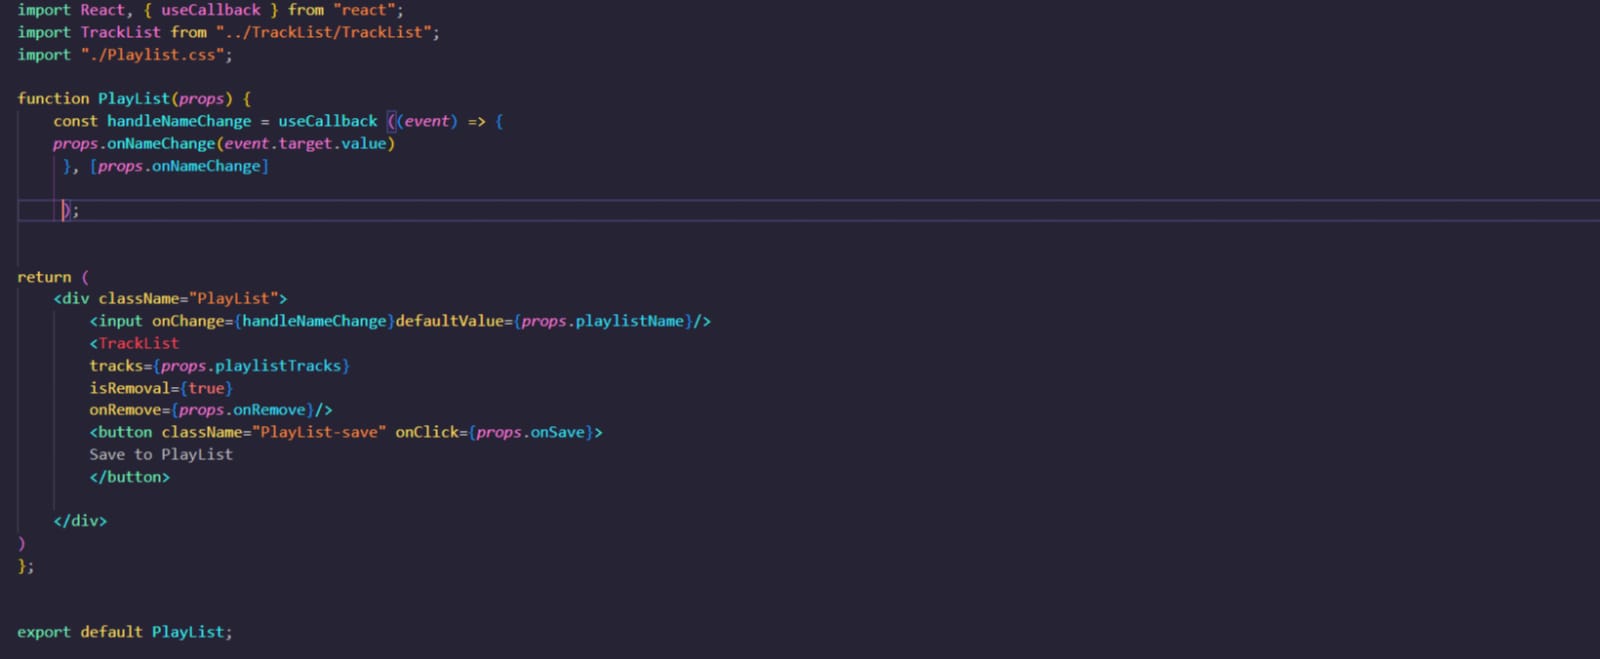 import React, { useCallback } from "react";
import TrackList from "../TrackList/TrackList";
import "./Playlist.css";
function PlayList(props) {
const handleNameChange = useCallback ((event) => {
props.onNameChange(event.target.value)
}, [props.onNameChange]
);
return (
<div className="PlayList">
<input onChange={handleNameChange}defaultValue={props.playlistName}/>
<TrackList
tracks={props.playlistTracks}
isRemoval={true}
onRemove={props.onRemove}/>
<button className="PlayList-save" onClick={props.onSave}>
Save to PlayList
</button>
</div>
)
};
export default PlayList;